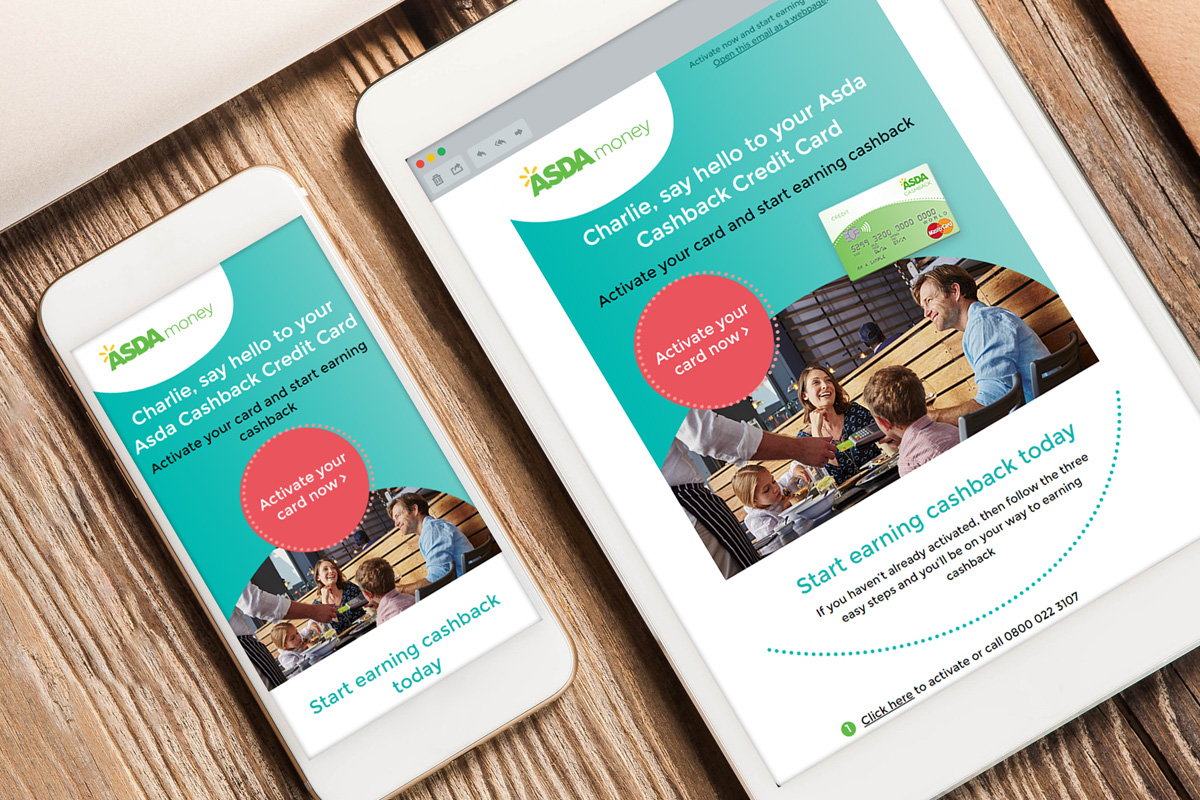 ASDA money
Charlie, say hello to your
Asda Cashback Credit Card
Activate your card and start earning
cashback
Activate your
card now ›
Start earning cashback
today
Activate now and start earning
Open this email as a webpage
ASDA money
Charlie, say hello to your Asda
Cashback Credit Card
Activate your card and start earning cashback
ASDA
CASHBACK
CREDIT
5299 3200 0000 0000
WORLD
MasterCard
MR A SAMPLE
Activate your
card now ›
Start earning cashback today
If you haven't already activated, then follow the three
easy steps and you'll be on your way to earning
cashback
1 Click here to activate or call 0800 022 3107